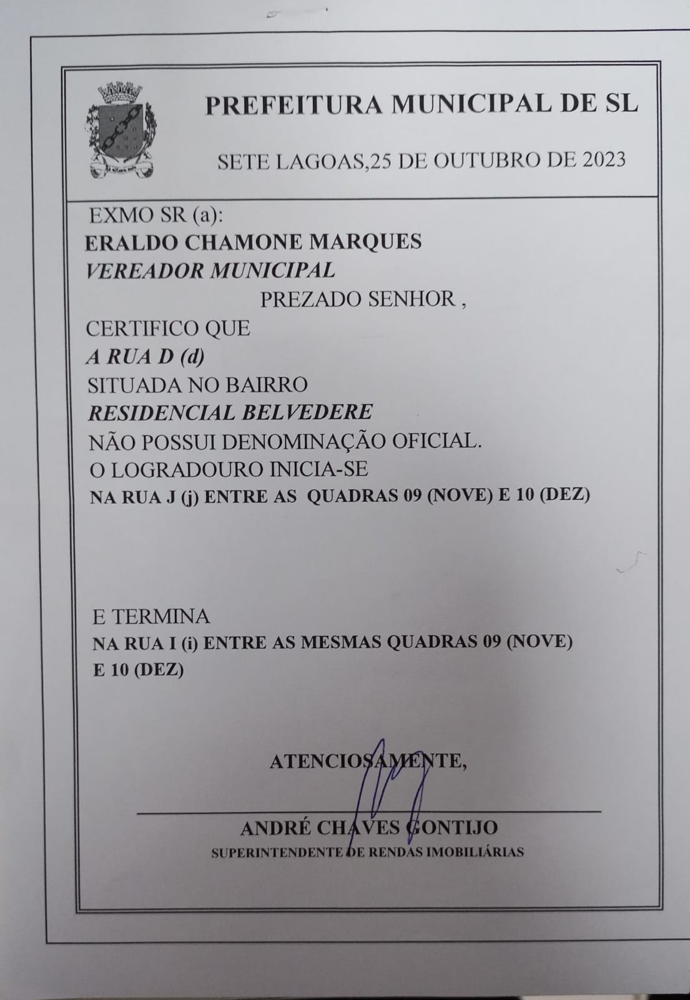 PREFEITURA MUNICIPAL DE SL
SETE LAGOAS,25 DE OUTUBRO DE 2023
EXMO SR (a):
ERALDO CHAMONE MARQUES
VEREADOR MUNICIPAL
PREZADO SENHOR ,
CERTIFICO QUE
A RUA D (d)
SITUADA NO BAIRRO
RESIDENCIAL BELVEDERE
NÃO POSSUI DENOMINAÇÃO OFICIAL.
O LOGRADOURO INICIA-SE
NA RUA J (j) ENTRE AS QUADRAS 09 (NOVE) E 10 (DEZ)
E TERMINA
NA RUA I (i) ENTRE AS MESMAS QUADRAS 09 (NOVE)
E 10 (DEZ)
ATENCIOSAMENTE,
ANDRÉ CHAVES GONTIJO
SUPERINTENDENTE DE RENDAS IMOBILIÁRIAS